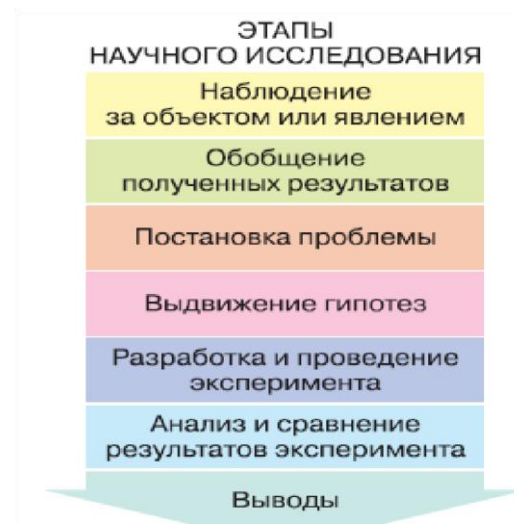 ЭТАПЫ
НАУЧНОГО ИССЛЕДОВАНИЯ
Наблюдение
за объектом или явлением
Обобщение
полученных результатов
Постановка проблемы
Выдвижение гипотез
Разработка и проведение
эксперимента
Анализ и сравнение
результатов эксперимента
Выводы